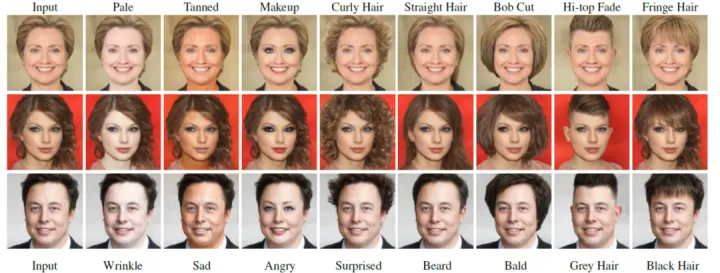 Input Pale Tanned Makeup Curly Hair Straight Hair Bob Cut Hi-top Fade Fringe Hair
Input Wrinkle Sad Angry Surprised Beard Bald Grey Hair Black Hair